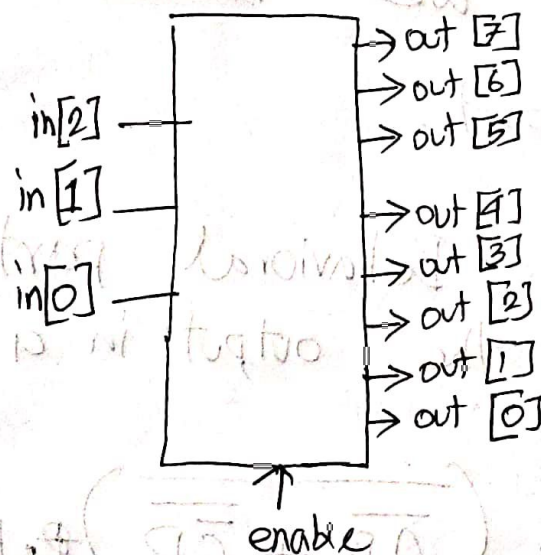 out [7]
out [6]
in[2]
out [5]
in[1]
out [4]
out [3]
in[0]
out [2]
out [1]
out [0]
enable